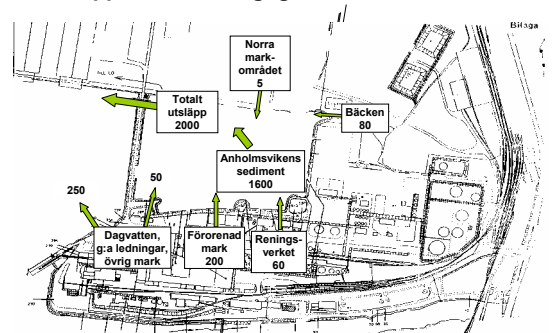 Bilaga
Norra
mark-
området
5
Totalt
utsläpp
2000
Bäcken
80
Anholmsvikens
sediment
1600
250
50
Dagvatten,
g:a ledningar,
övrig mark
Förorenad
mark
200
Renings-
verket
60